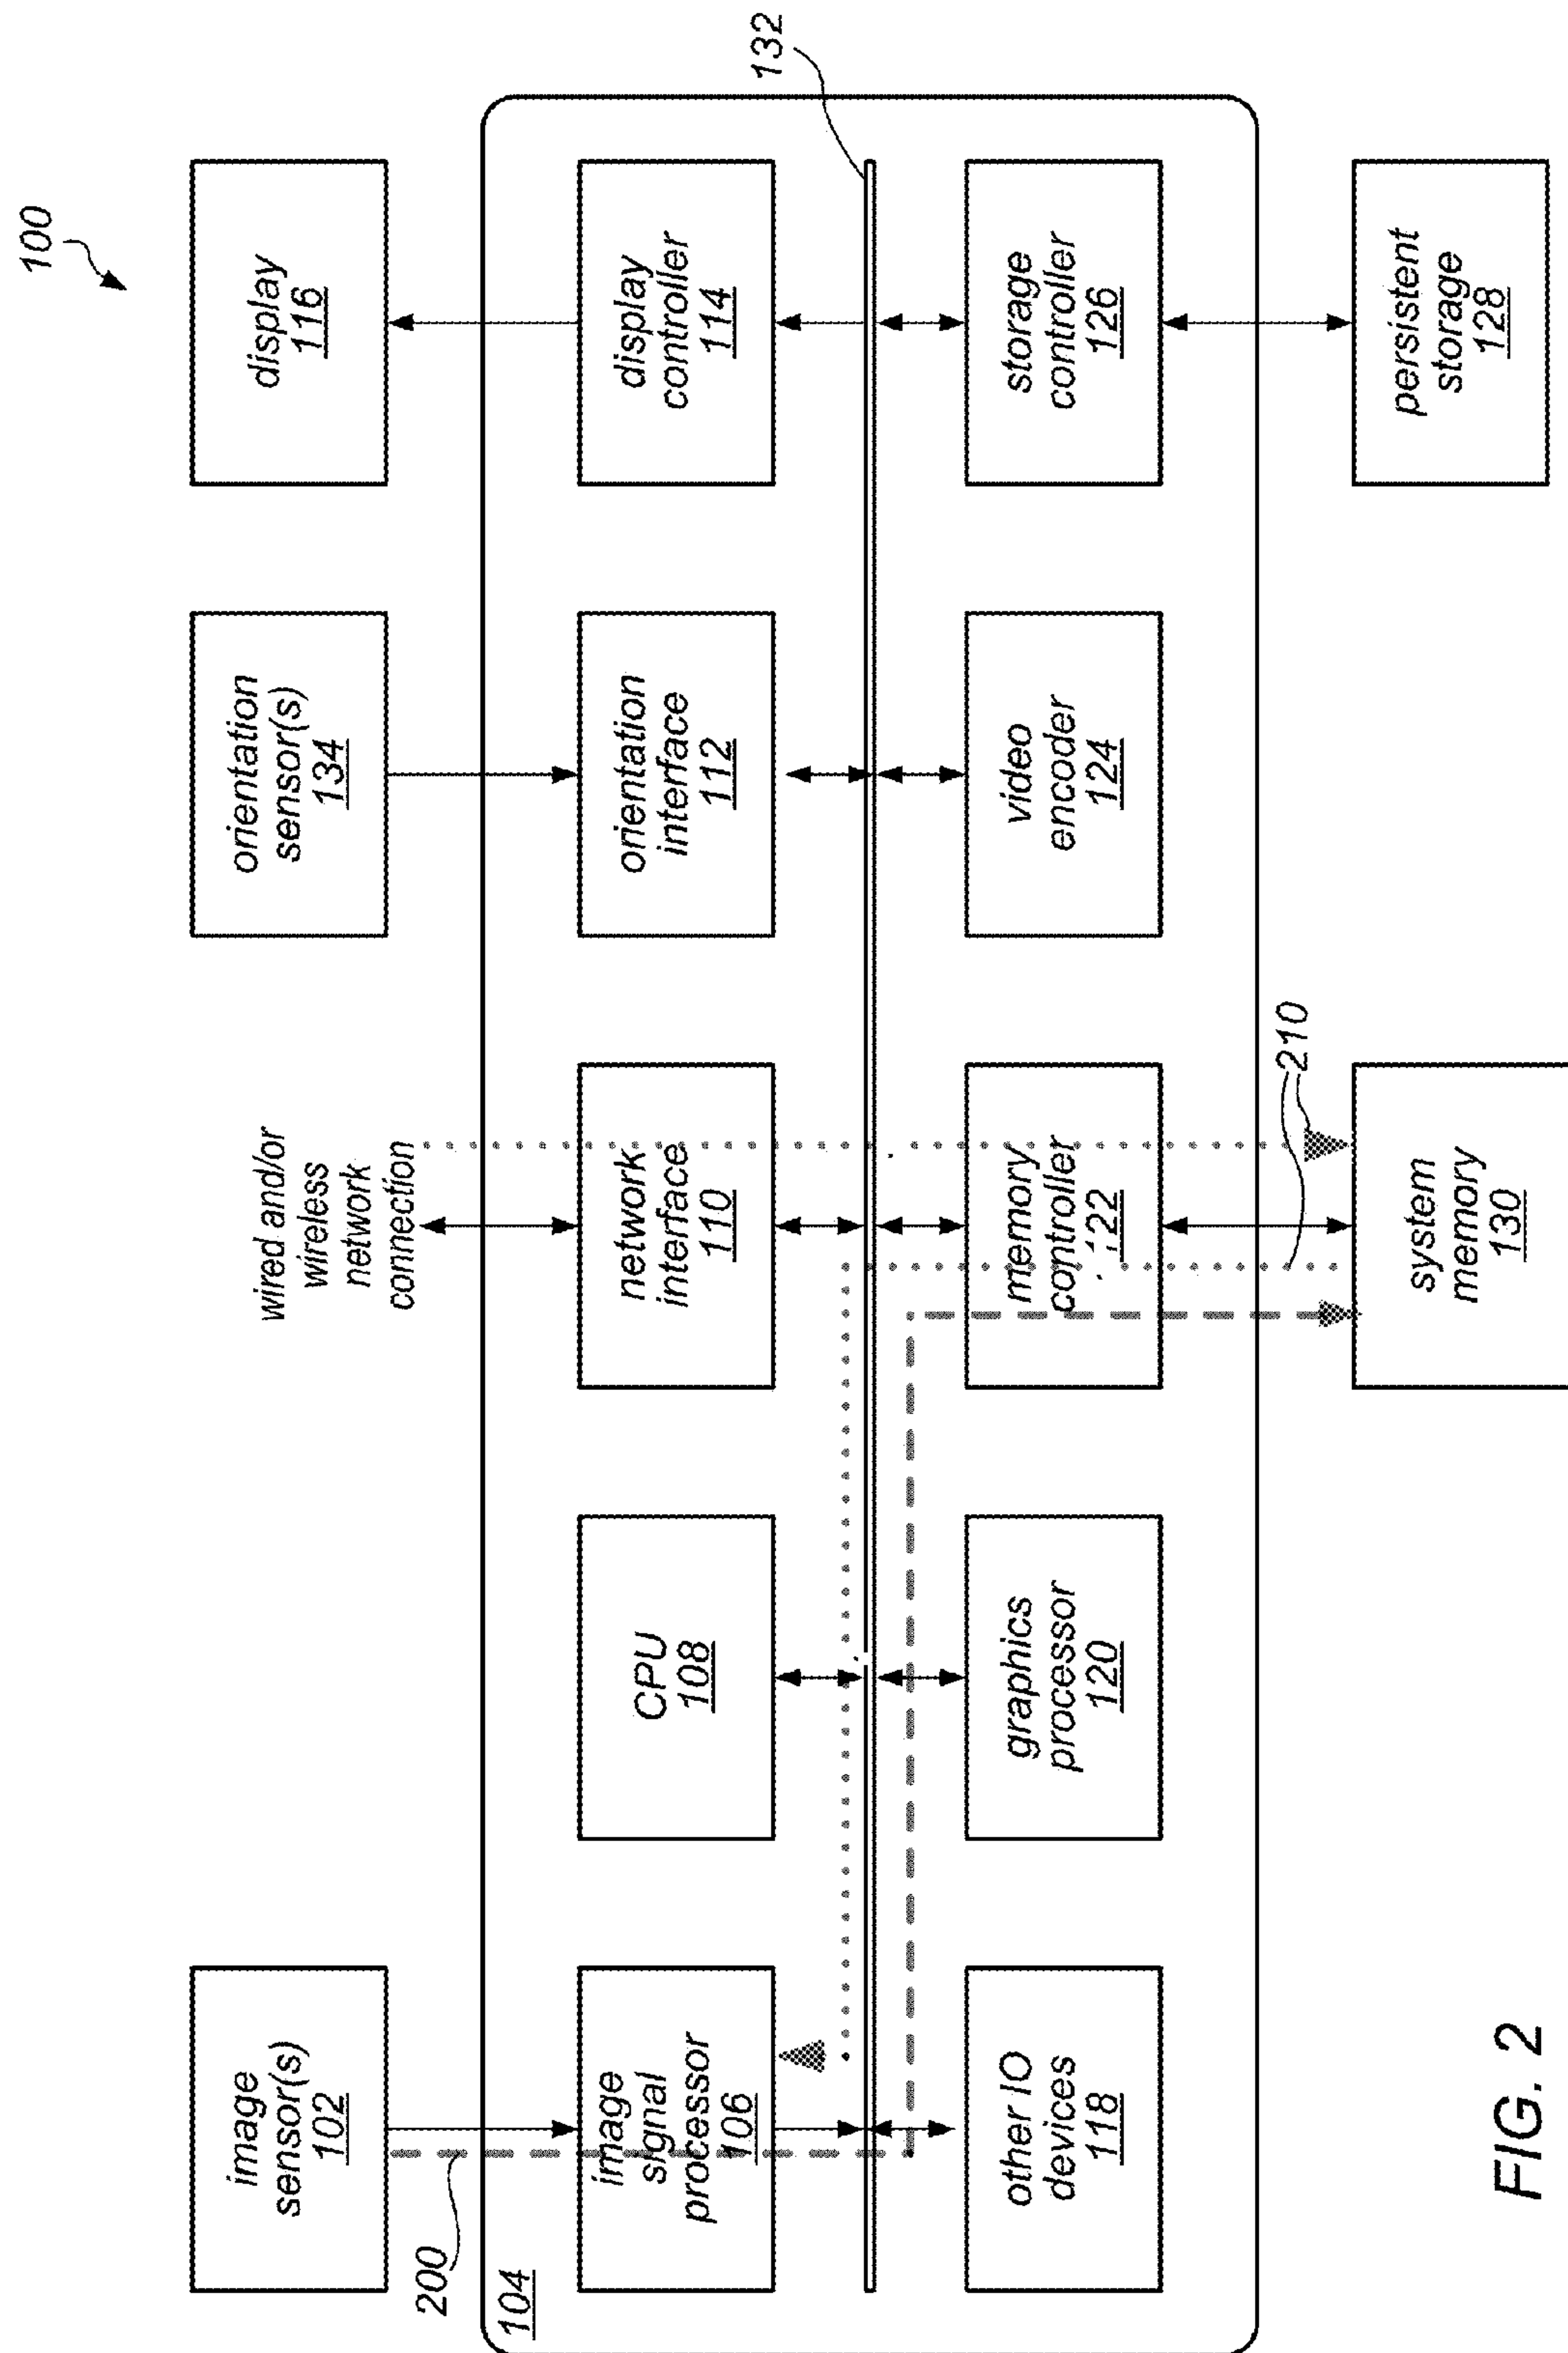 100
image
sensor(s)
102
wired and/or
wireless
network
connection
orientation
sensor(s)
134
display
116
200
104
image
signal
processor
106
CPU
108
network
interface
110
orientation
interface
112
display
controller
114
132
other IO
devices
118
graphics
processor
120
memory
controller
122
video
encoder
124
storage
controller
126
210
system
memory
130
persistent
storage
128
FIG. 2